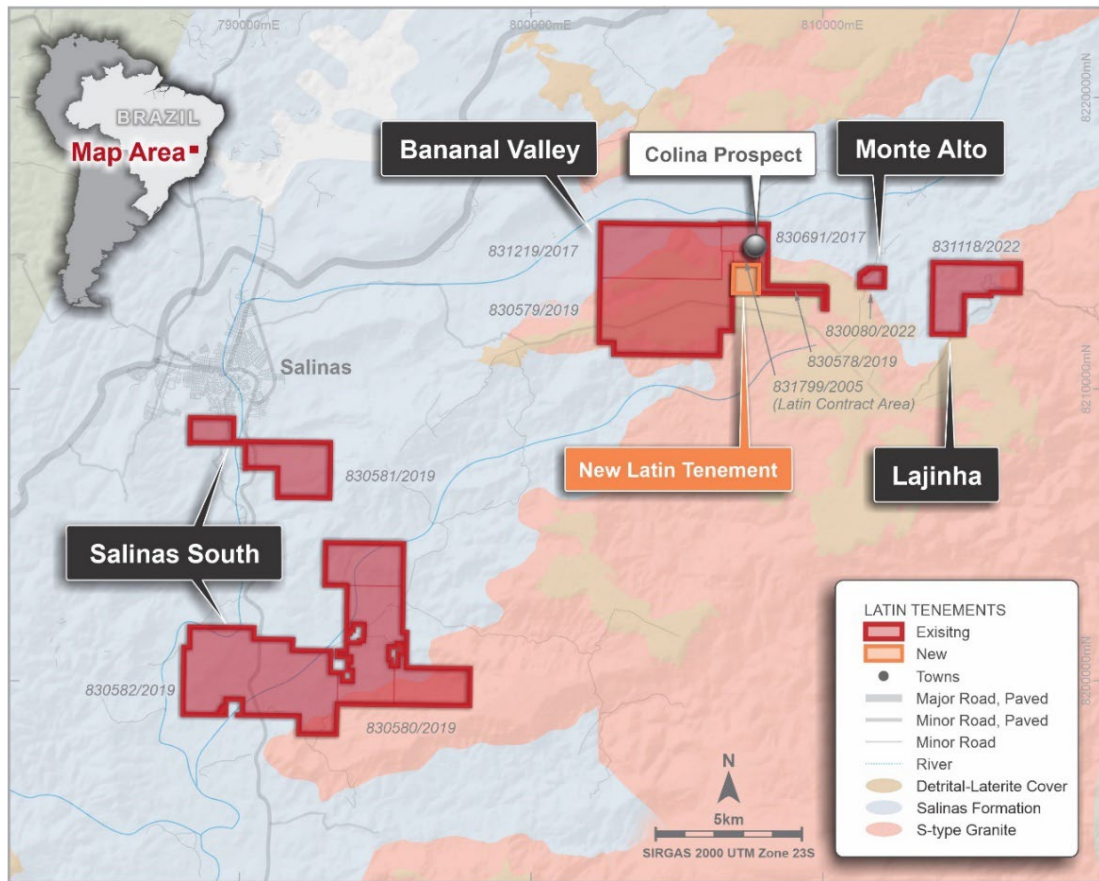 790000mE
800000mE
810000mE
8220000mN
8210000mN
8200000mN
BRAZIL
Map Area
Bananal Valley
Colina Prospect
Monte Alto
831219/2017
830691/2017
831118/2022
830579/2019
830080/2022
830578/2019
831799/2005
(Latin Contract Area)
Salinas
New Latin Tenement
Lajinha
830581/2019
Salinas South
830582/2019
830580/2019
N
5km
SIRGAS 2000 UTM Zone 23S
LATIN TENEMENTS
Exisitng
New
Towns
Major Road, Paved
Minor Road, Paved
Minor Road
River
Detrital-Laterite Cover
Salinas Formation
S-type Granite